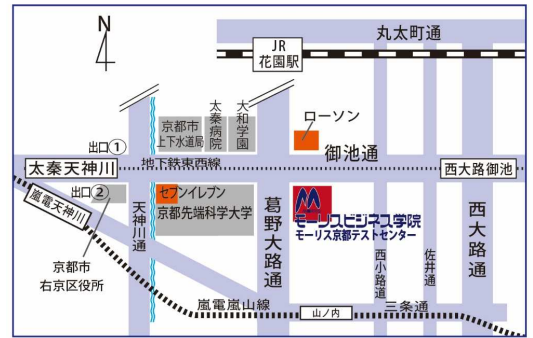 N
丸太町通
JR
花園駅
京都市
上下水道局
太秦病院
大和学園
ローソン
出口①
御池通
太秦天神川
地下鉄東西線
西大路御池
嵐電天神川
出口②
セブンイレブン
京都先端科学大学
モーリスビジネス学院
モーリス京都テストセンター
天神川通
葛野大路通
西小路通
佐井通
西大路通
京都市
右京区役所
嵐電嵐山線
山ノ内
三条通